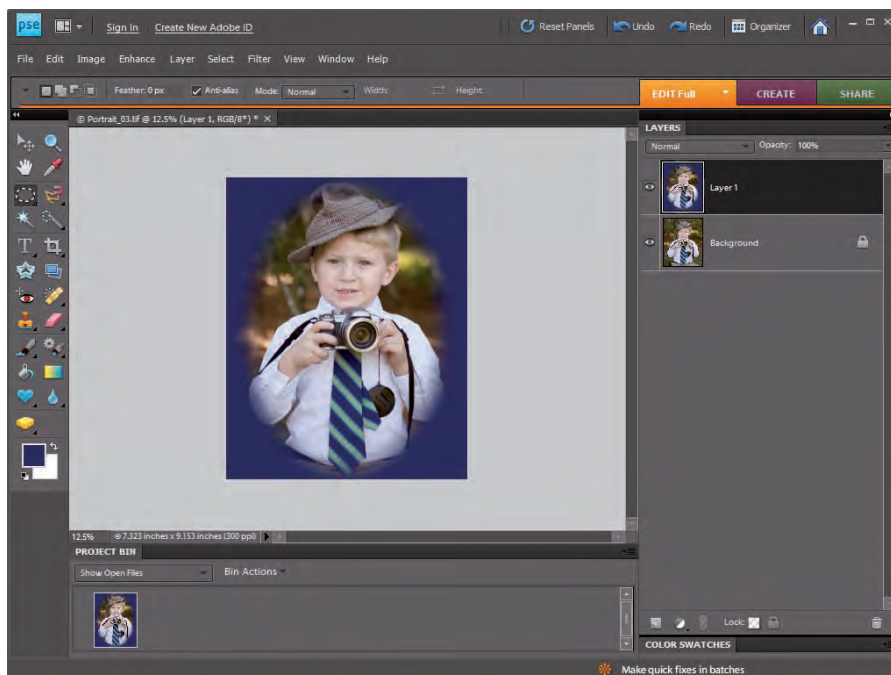 pse Sign In Create New Adobe ID Reset Panels Undo Redo Organizer
File Edit Image Enhance Layer Select Filter View Window Help
Feather: 0 px Anti-alias Mode: Normal Width: Height: EDIT Full CREATE SHARE
© Portrait_03.tif @ 12.5% (Layer 1, RGB/8*) * ×
LAYERS
Normal Opacity: 100%
Layer 1
Background
T
12.5% 7.323 inches x 9.153 inches (300 ppi)
PROJECT BIN
Show Open Files Bin Actions
Lock:
COLOR SWATCHES
Make quick fixes in batches